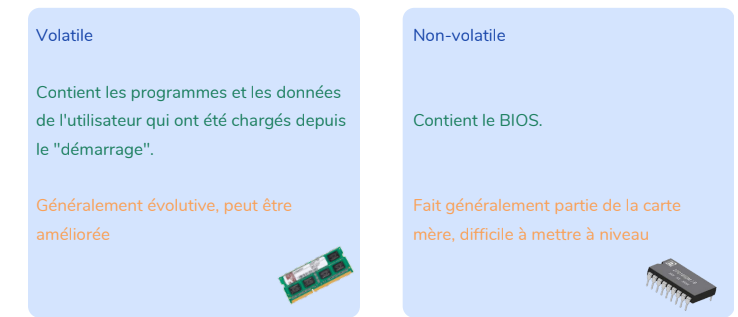 Volatile
Contient les programmes et les données
de l'utilisateur qui ont été chargés depuis
le "démarrage".
Généralement évolutive, peut être
améliorée
Non-volatile
Contient le BIOS.
Fait généralement partie de la carte
mère, difficile à mettre à niveau